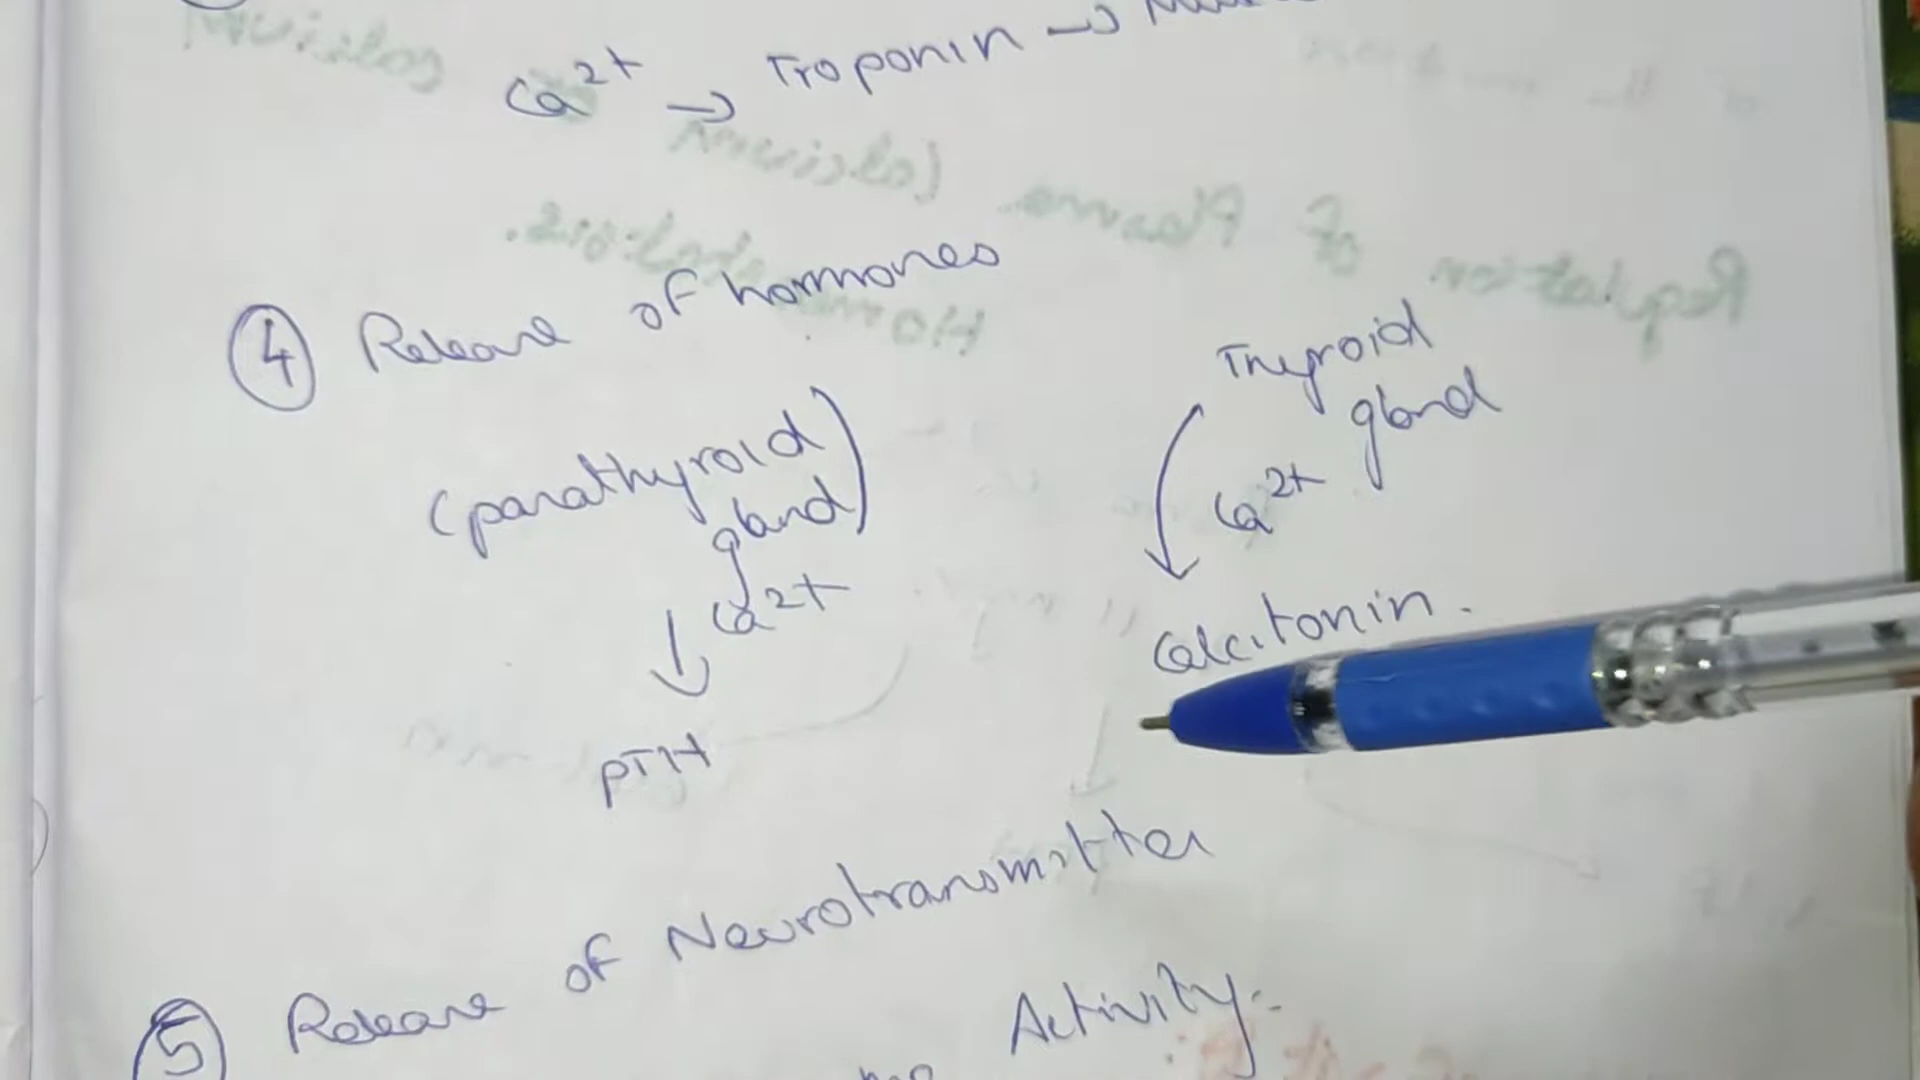 Ca2+ → Troponin →
④ Release of hormones
(parathyroid gland)
Ca2+
↓
PTH
Thyroid gland
Ca2+
↓
Calcitonin.
⑤ Release of Neurotransmitter
Activity:-